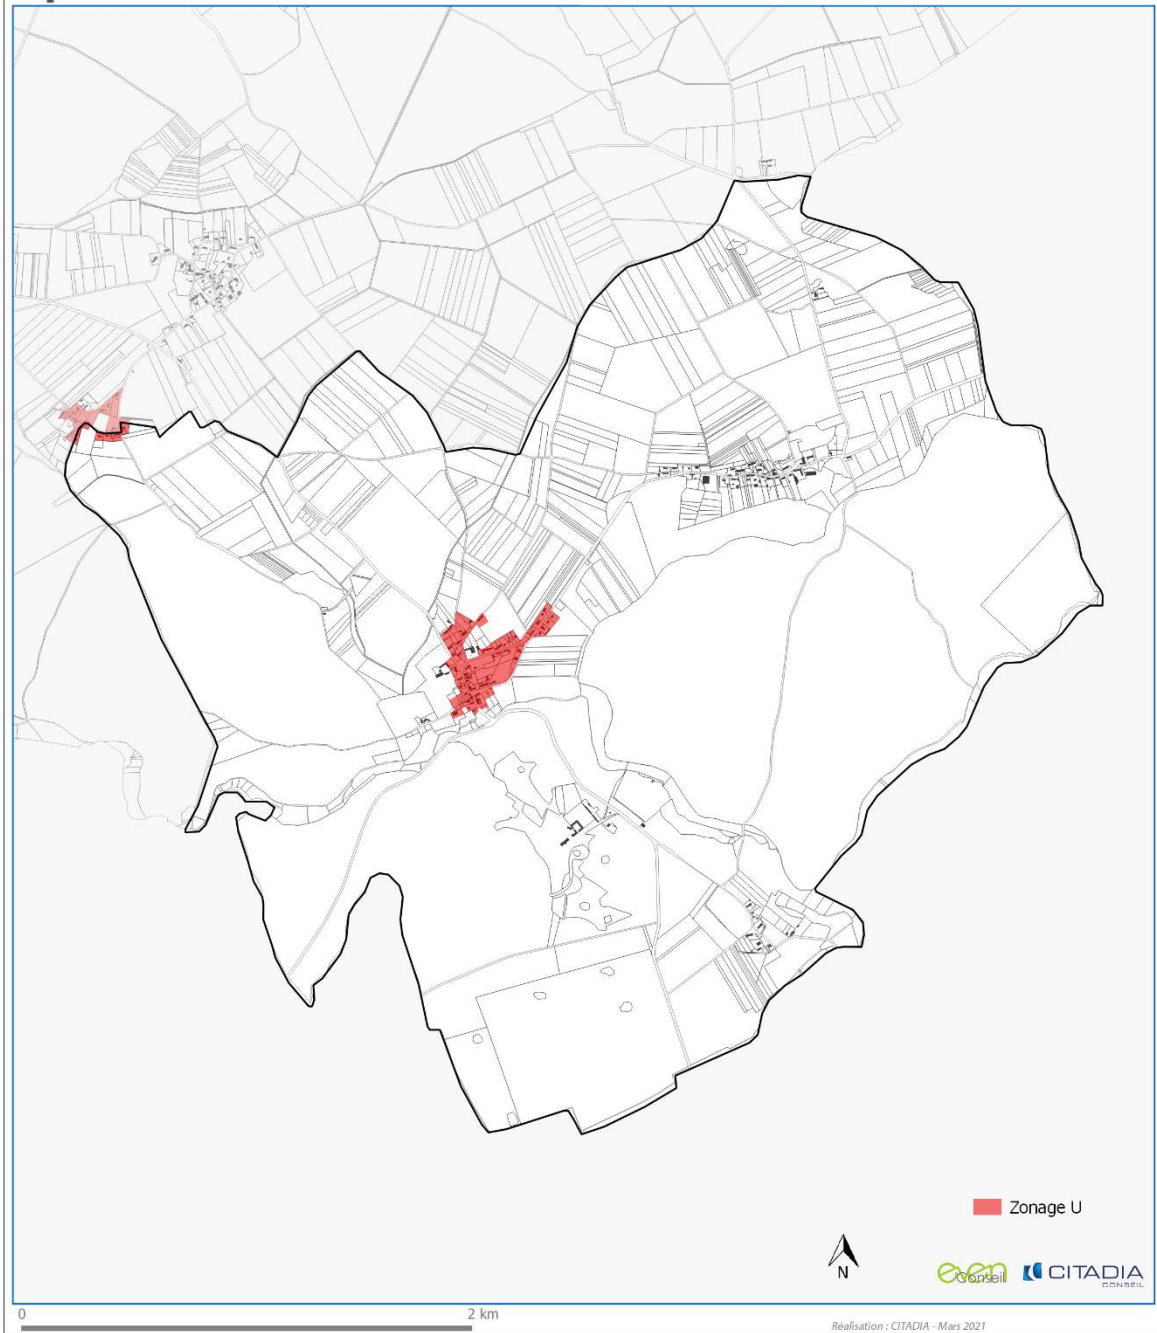 Zonage U
N
even Conseil
CITADIA
CONSEIL
0 2 km
Réalisation : CITADIA - Mars 2021